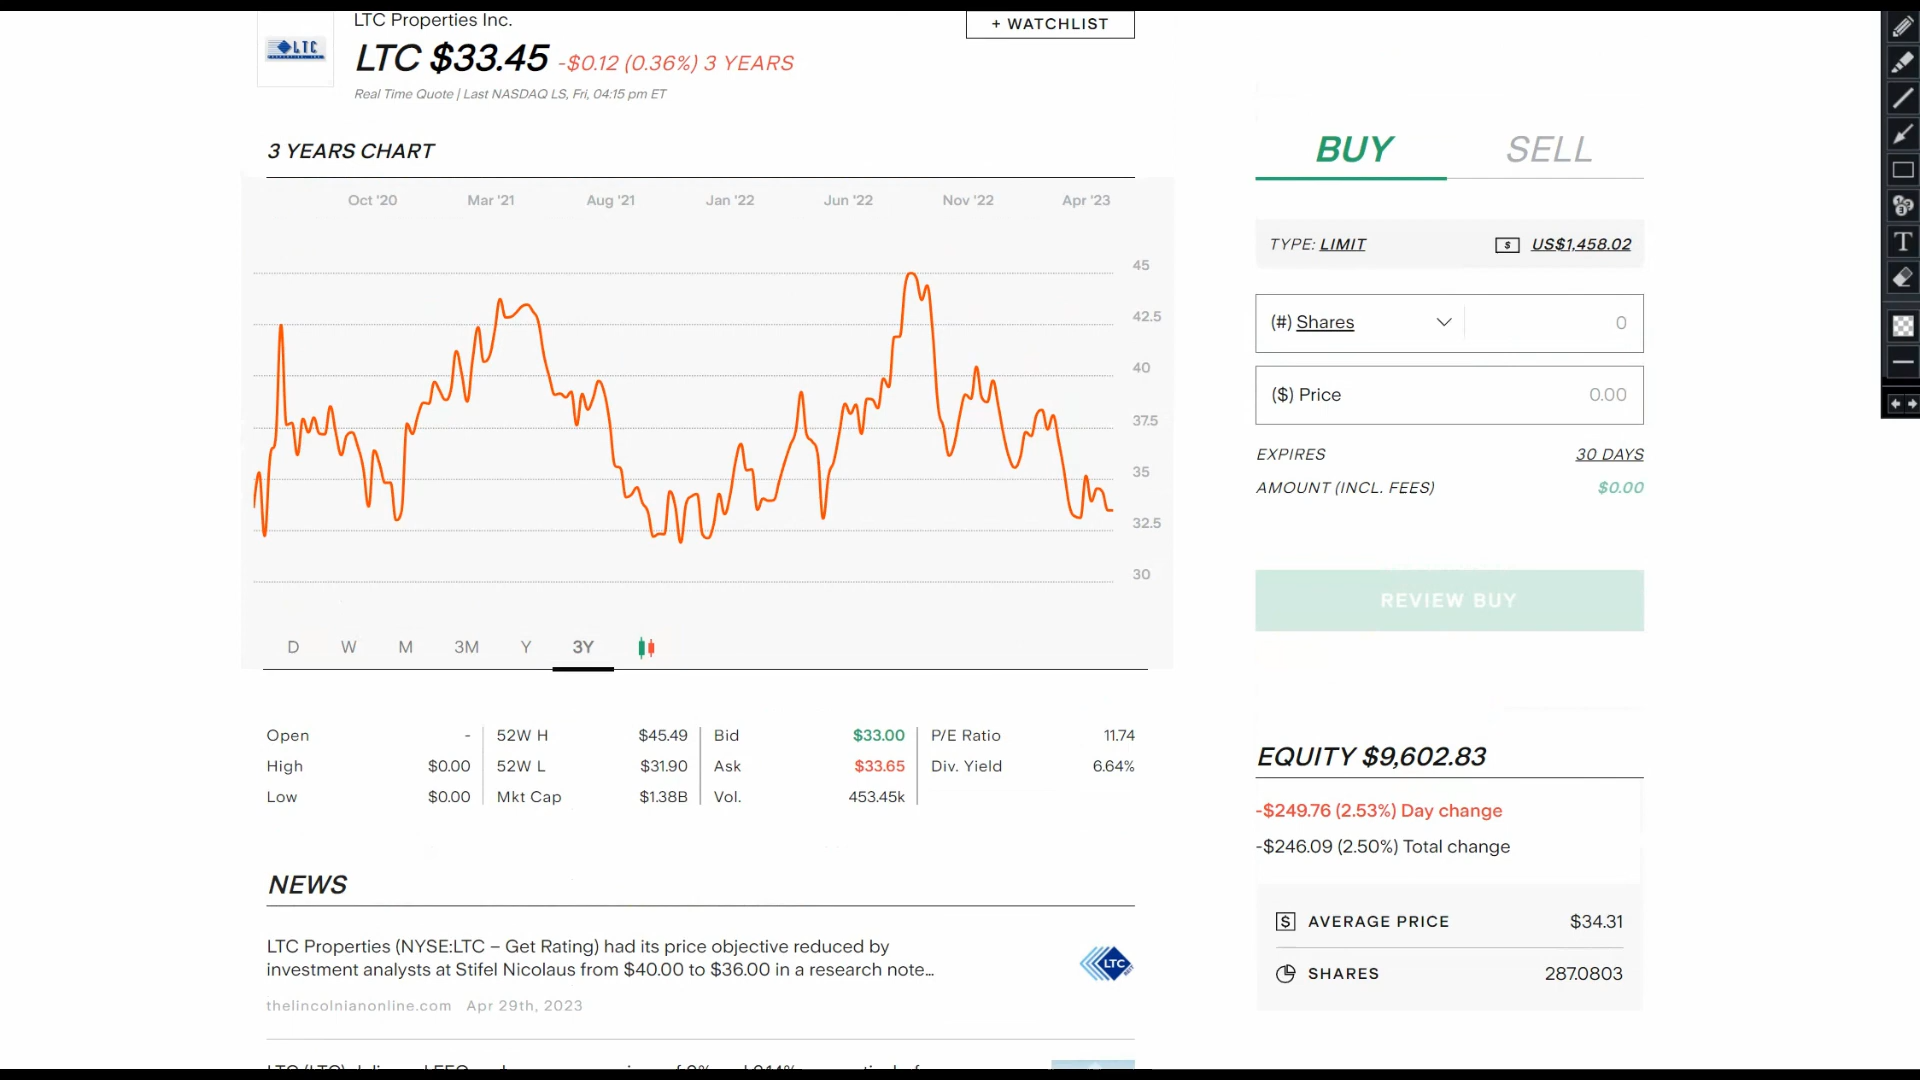 LTC Properties Inc.
LTC
LTC $33.45 -$0.12 (0.36%) 3 YEARS
Real Time Quote | Last NASDAQ LS, Fri, 04:15 pm ET
+ WATCHLIST
3 YEARS CHART
Oct '20 Mar '21 Aug '21 Jan '22 Jun '22 Nov '22 Apr '23
45
42.5
40
37.5
35
32.5
30
D W M 3M Y 3Y
Open - 52W H $45.49 Bid $33.00 P/E Ratio 11.74
High $0.00 52W L $31.90 Ask $33.65 Div. Yield 6.64%
Low $0.00 Mkt Cap $1.38B Vol. 453.45k
NEWS
LTC Properties (NYSE:LTC – Get Rating) had its price objective reduced by
investment analysts at Stifel Nicolaus from $40.00 to $36.00 in a research note...
LTC
thelincolnianonline.com Apr 29th, 2023
BUY SELL
TYPE: LIMIT $ US$1,458.02
(#) Shares 0
($) Price 0.00
EXPIRES 30 DAYS
AMOUNT (INCL. FEES) $0.00
REVIEW BUY
EQUITY $9,602.83
-$249.76 (2.53%) Day change
-$246.09 (2.50%) Total change
$ AVERAGE PRICE $34.31
SHARES 287.0803
T